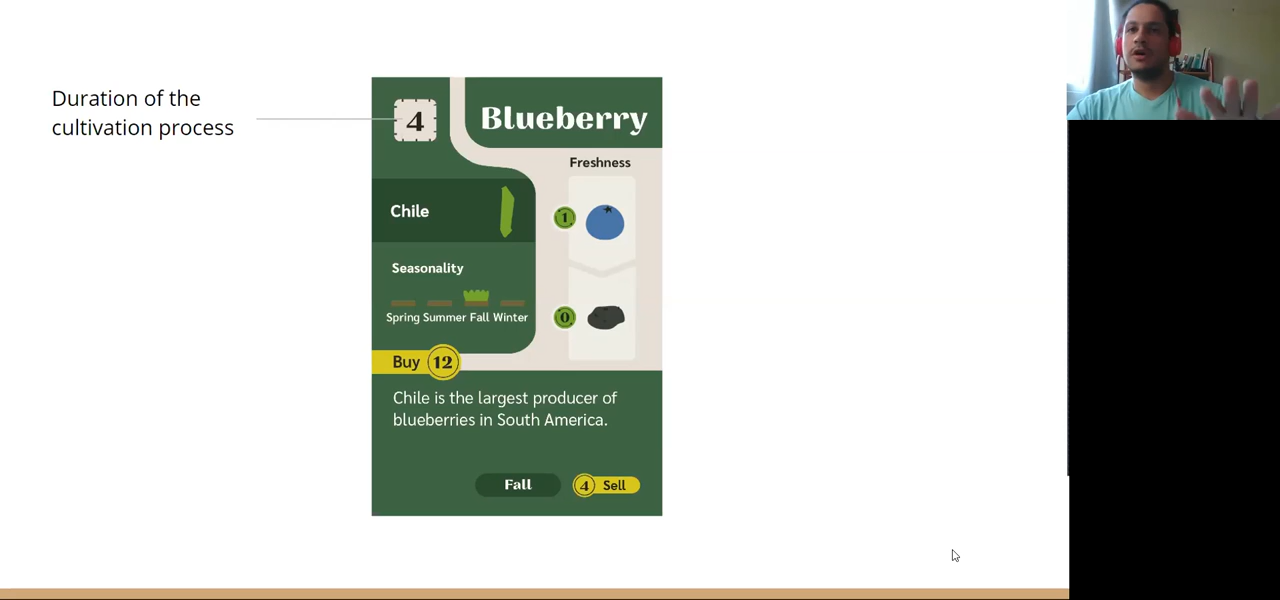 Duration of the
cultivation process
4
Blueberry
Freshness
Chile
1
Seasonality
Spring Summer Fall Winter
0
Buy 12
Chile is the largest producer of
blueberries in South America.
Fall
4 Sell